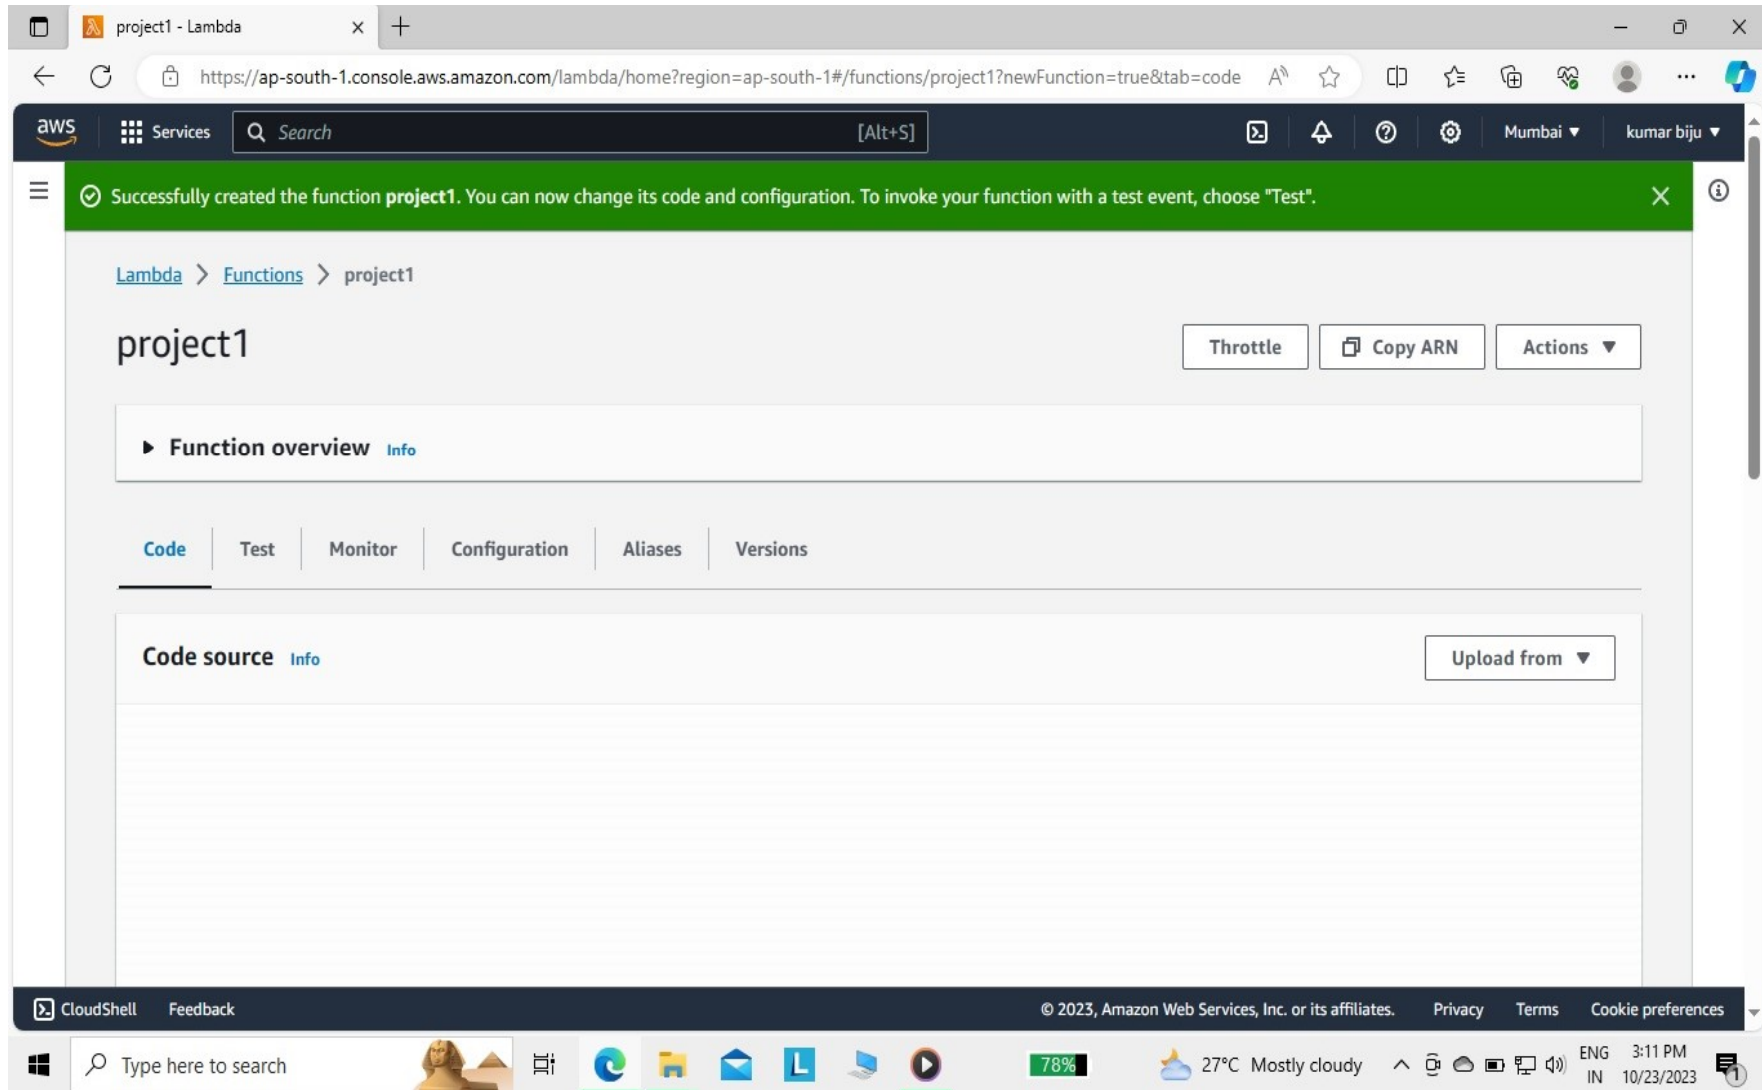 project1 - Lambda
https://ap-south-1.console.aws.amazon.com/lambda/home?region=ap-south-1#/functions/project1?newFunction=true&tab=code
aws Services Search [Alt+S] Mumbai ▼ kumar biju ▼
Successfully created the function project1. You can now change its code and configuration. To invoke your function with a test event, choose "Test".
Lambda > Functions > project1
project1 Throttle Copy ARN Actions ▼
Function overview Info
Code Test Monitor Configuration Aliases Versions
Code source Info Upload from ▼
CloudShell Feedback © 2023, Amazon Web Services, Inc. or its affiliates. Privacy Terms Cookie preferences
Type here to search L 78% 27°C Mostly cloudy ENG 3:11 PM
IN 10/23/2023 1